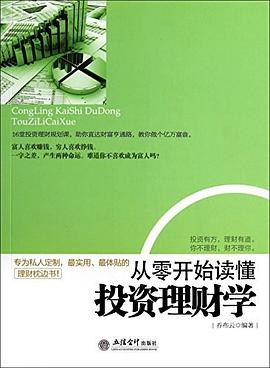 CongLing KaiShi DuDong
TouZiLiCaiXue
16堂投资理财规划课，助你直达财富亨通路，教你做个亿万富翁。
富人喜欢赚钱，穷人喜欢挣钱。
一字之差，产生两种命运。难道你不喜欢成为富人吗？
投资有方，理财有道。
你不理财，财不理你。
专为私人定制，最实用、最体贴的
理财枕边书！
从零开始读懂
投资理财学
乔布云 ◎ 编著
立信会计出版社